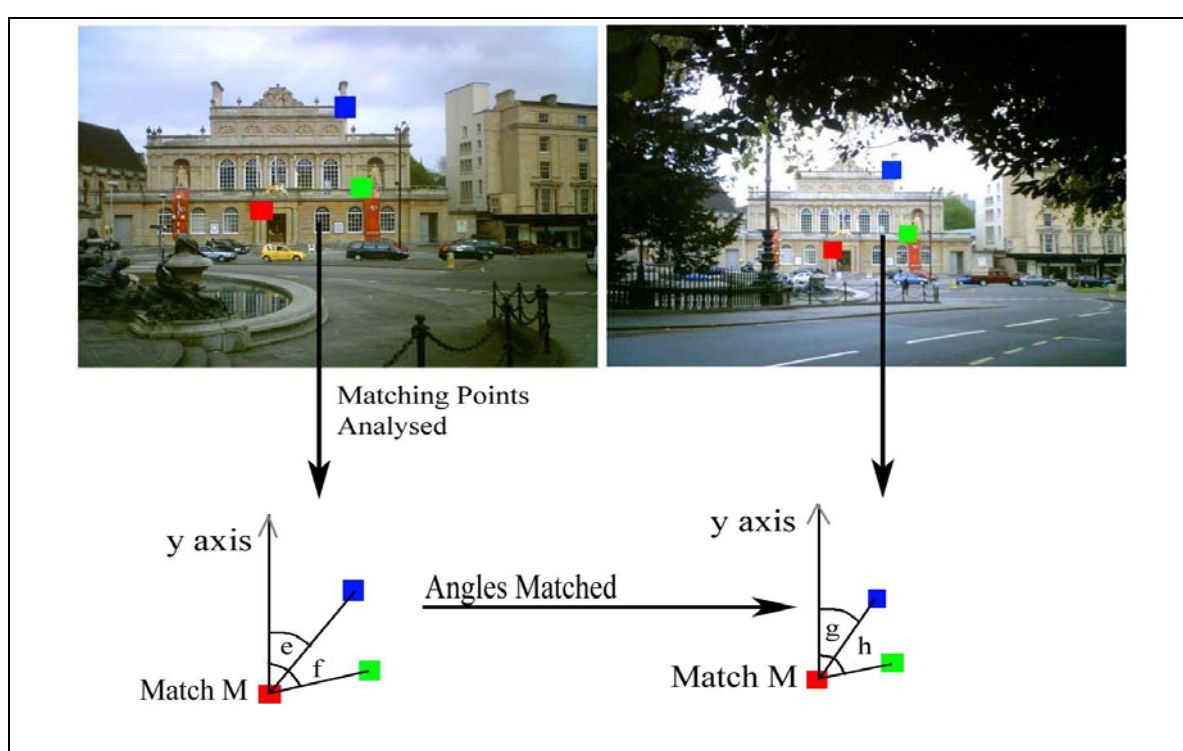 Matching Points
Analysed
y axis
e
f
Match M
Angles Matched
y axis
g
h
Match M